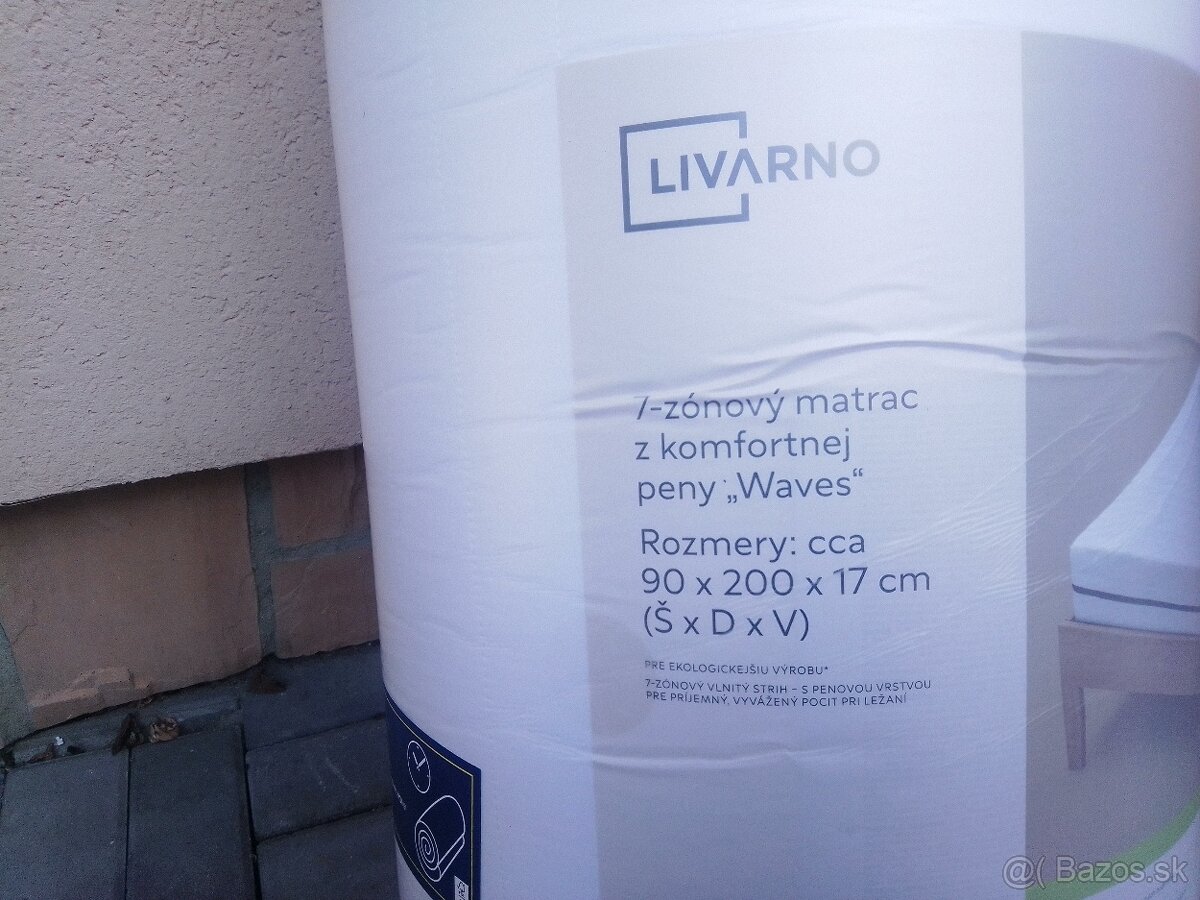 LIVARNO
7-zónový matrac
z komfortnej
peny „Waves“
Rozmery: cca
90 x 200 x 17 cm
(Š x D x V)
PRE EKOLOGICKEJŠIU VÝROBU*
7-ZÓNOVÝ VLNITÝ STRIH – S PENOVOU VRSTVOU
PRE PRÍJEMNÝ, VYVÁŽENÝ POCIT PRI LEŽANÍ
@( Bazos.sk